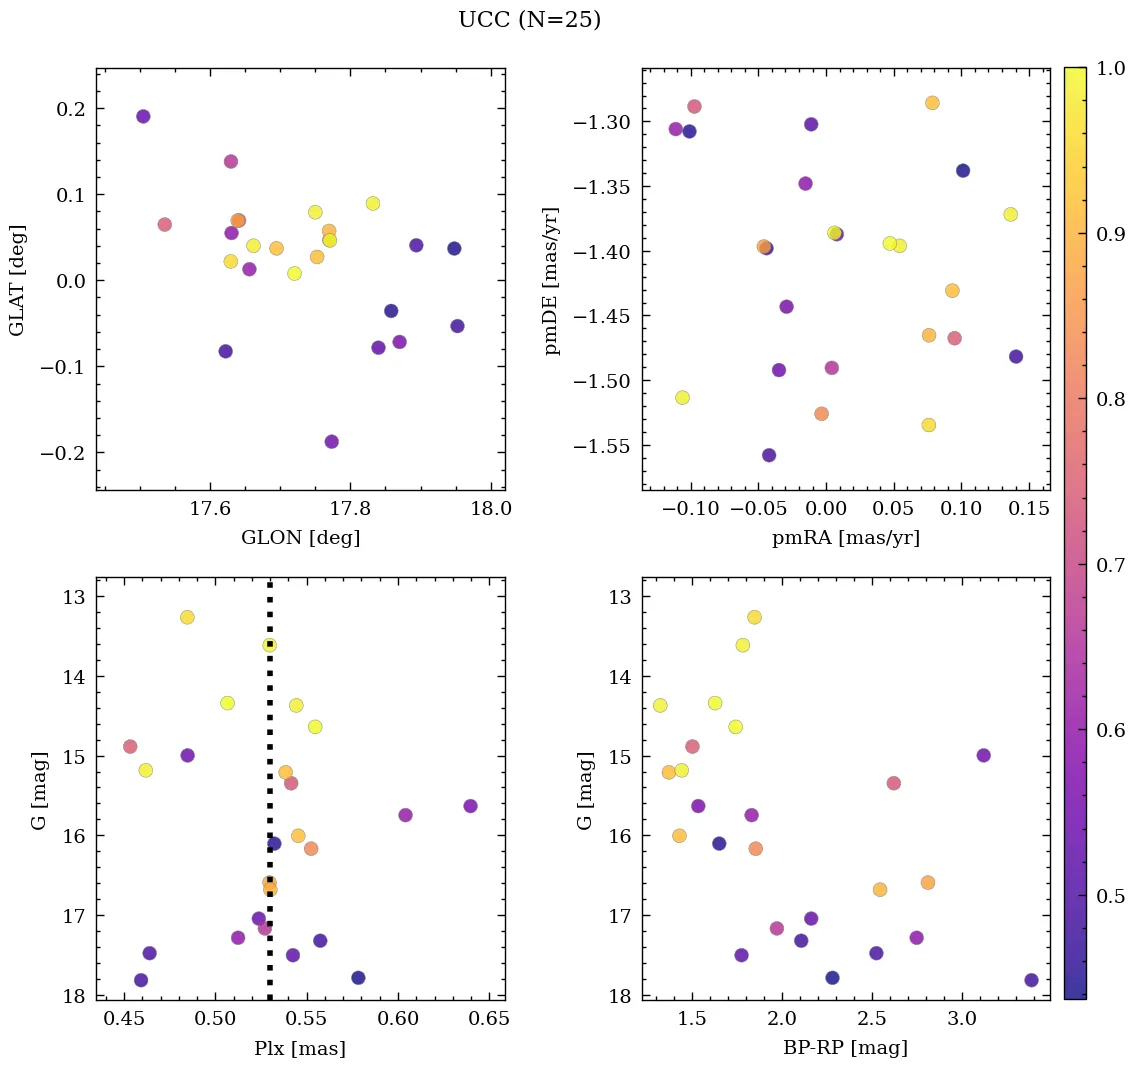 UCC (N=25)
0.2
0.1
0.0
−0.1
−0.2
GLAT [deg]
17.6 17.8 18.0
GLON [deg]
−1.30
−1.35
−1.40
−1.45
−1.50
−1.55
pmDE [mas/yr]
−0.10 −0.05 0.00 0.05 0.10 0.15
pmRA [mas/yr]
13
14
15
16
17
18
G [mag]
0.45 0.50 0.55 0.60 0.65
Plx [mas]
13
14
15
16
17
18
G [mag]
1.5 2.0 2.5 3.0
BP-RP [mag]
1.0
0.9
0.8
0.7
0.6
0.5